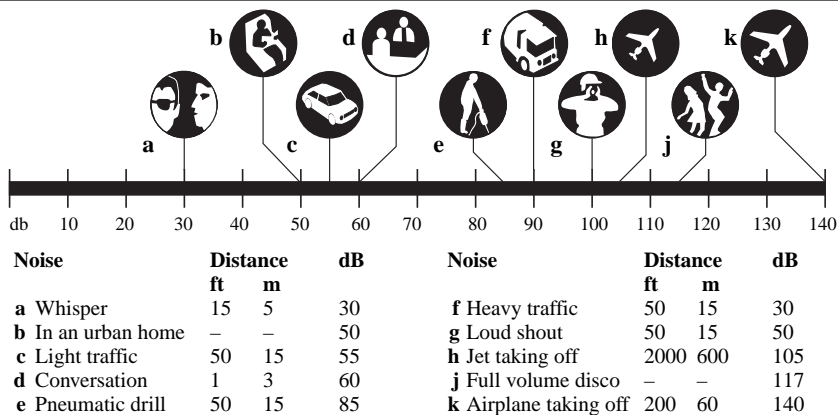 b d f h k
a c e g j
db 10 20 30 40 50 60 70 80 90 100 110 120 130 140
Noise Distance dB
ft m
a Whisper 15 5 30
b In an urban home – – 50
c Light traffic 50 15 55
d Conversation 1 3 60
e Pneumatic drill 50 15 85
Noise Distance dB
ft m
f Heavy traffic 50 15 30
g Loud shout 50 15 50
h Jet taking off 2000 600 105
j Full volume disco – – 117
k Airplane taking off 200 60 140